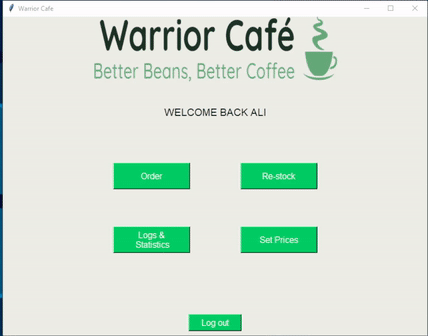 Warrior Cafe
Warrior Café
Better Beans, Better Coffee
WELCOME BACK ALI
Order
Re-stock
Logs &
Statistics
Set Prices
Log out